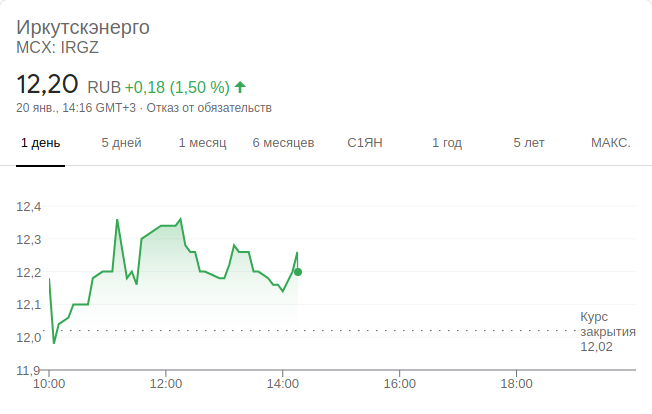 Иркутскэнерго
MCX: IRGZ
12,20 RUB +0,18 (1,50 %)
20 янв., 14:16 GMT+3 · Отказ от обязательств
1 день 5 дней 1 месяц 6 месяцев С1ЯН 1 год 5 лет МАКС.
12,4
12,3
12,2
12,1
12,0
11,9
Курс
закрытия
12,02
10:00 12:00 14:00 16:00 18:00